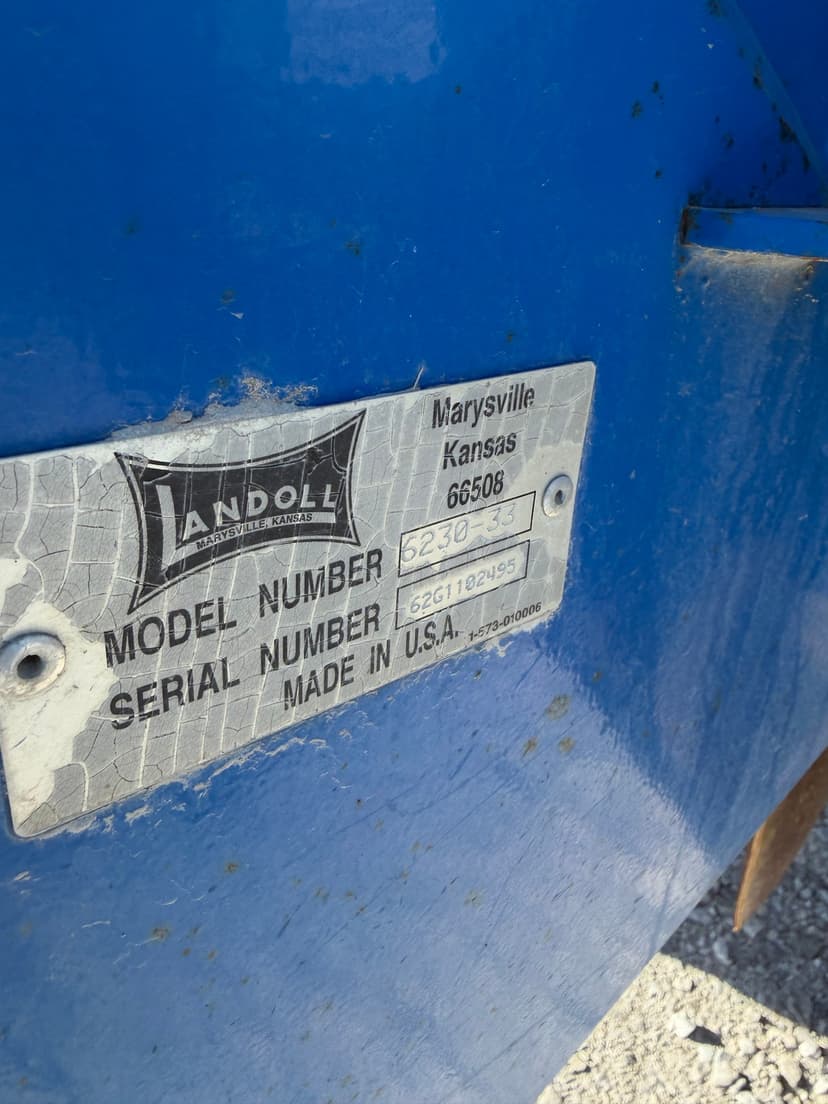 Marysville
Kansas
66508
LANDOLL
MARYSVILLE, KANSAS
MODEL NUMBER 6230-33
SERIAL NUMBER 62G1102495
MADE IN U.S.A. 1-573-010006